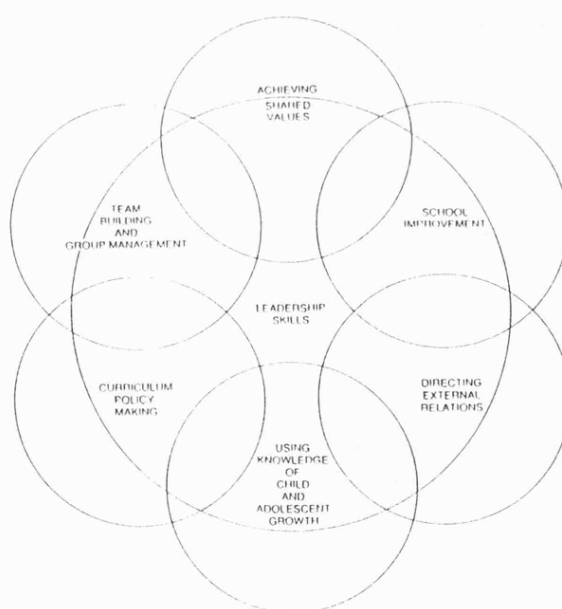 ACHIEVING
SHARED
VALUES
TEAM
BUILDING
AND
GROUP MANAGEMENT
SCHOOL
IMPROVEMENT
LEADERSHIP
SKILLS
CURRICULUM
POLICY
MAKING
DIRECTING
EXTERNAL
RELATIONS
USING
KNOWLEDGE
OF
CHILD
AND
ADOLESCENT
GROWTH